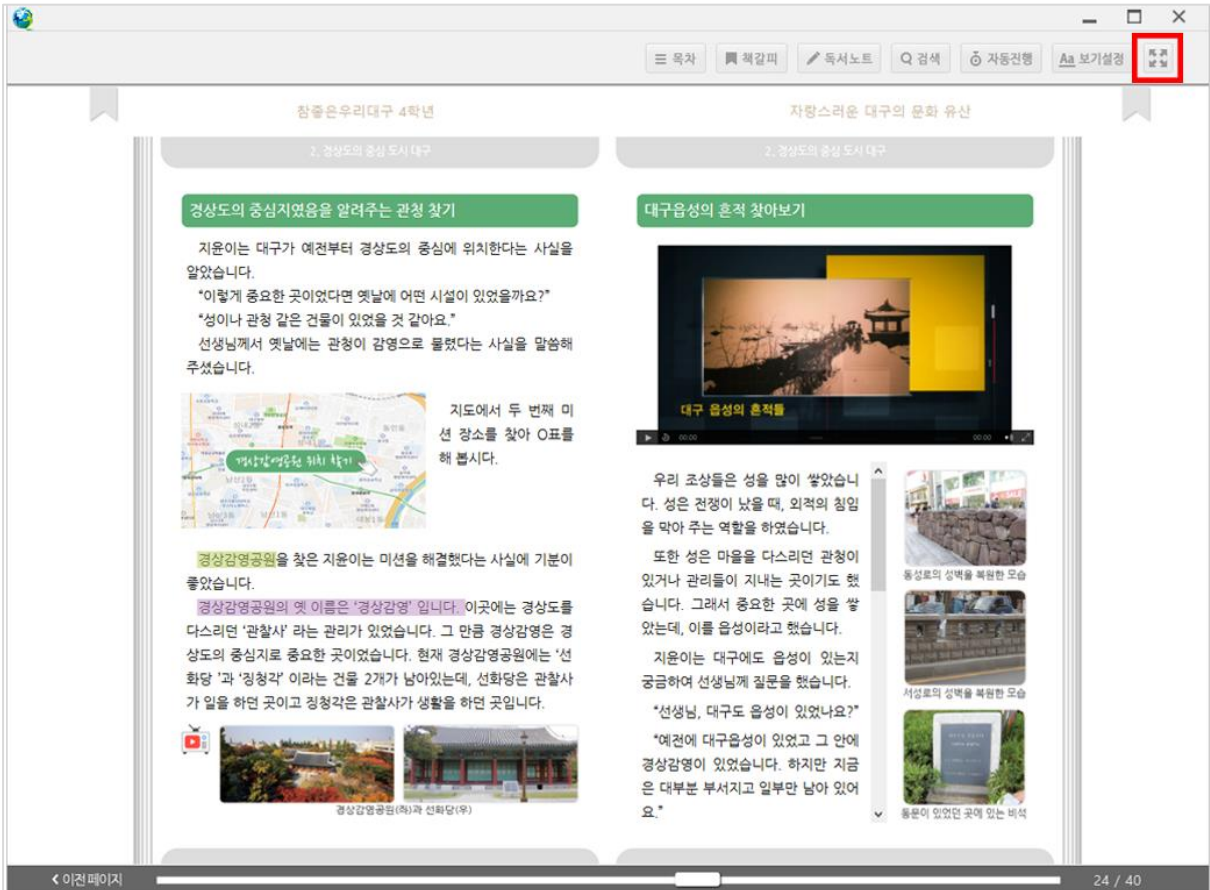 목차
책갈피
독서노트
검색
자동진행
Aa 보기설정
참좋은우리대구 4학년
자랑스러운 대구의 문화 유산
2. 경상도의 중심 도시 대구
2. 경상도의 중심 도시 대구
경상도의 중심지였음을 알려주는 관청 찾기
지윤이는 대구가 예전부터 경상도의 중심에 위치한다는 사실을
알았습니다.
“이렇게 중요한 곳이었다면 옛날에 어떤 시설이 있었을까요?”
“성이나 관청 같은 건물이 있었을 것 같아요.”
선생님께서 옛날에는 관청이 감영으로 불렸다는 사실을 말씀해
주셨습니다.
경상감영공원 위치 찾기
지도에서 두 번째 미
션 장소를 찾아 O표를
해 봅시다.
경상감영공원을 찾은 지윤이는 미션을 해결했다는 사실에 기분이
좋았습니다.
경상감영공원의 옛 이름은 ‘경상감영’ 입니다. 이곳에는 경상도를
다스리던 ‘관찰사’ 라는 관리가 있었습니다. 그 만큼 경상감영은 경
상도의 중심지로 중요한 곳이었습니다. 현재 경상감영공원에는 ‘선
화당 ’과 ‘징청각’ 이라는 건물 2개가 남아있는데, 선화당은 관찰사
가 일을 하던 곳이고 징청각은 관찰사가 생활을 하던 곳입니다.
경상감영공원(좌)과 선화당(우)
대구읍성의 흔적 찾아보기
대구 읍성의 흔적들
00:00
00:00
우리 조상들은 성을 많이 쌓았습니
다. 성은 전쟁이 났을 때, 외적의 침입
을 막아 주는 역할을 하였습니다.
또한 성은 마을을 다스리던 관청이
있거나 관리들이 지내는 곳이기도 했
습니다. 그래서 중요한 곳에 성을 쌓
았는데, 이를 읍성이라고 했습니다.
지윤이는 대구에도 읍성이 있는지
궁금하여 선생님께 질문을 했습니다.
“선생님, 대구도 읍성이 있었나요?”
“예전에 대구읍성이 있었고 그 안에
경상감영이 있었습니다. 하지만 지금
은 대부분 부서지고 일부만 남아 있어
요.”
동성로의 성벽을 복원한 모습
서성로의 성벽을 복원한 모습
동문이 있었던 곳에 있는 비석
이전 페이지
24 / 40